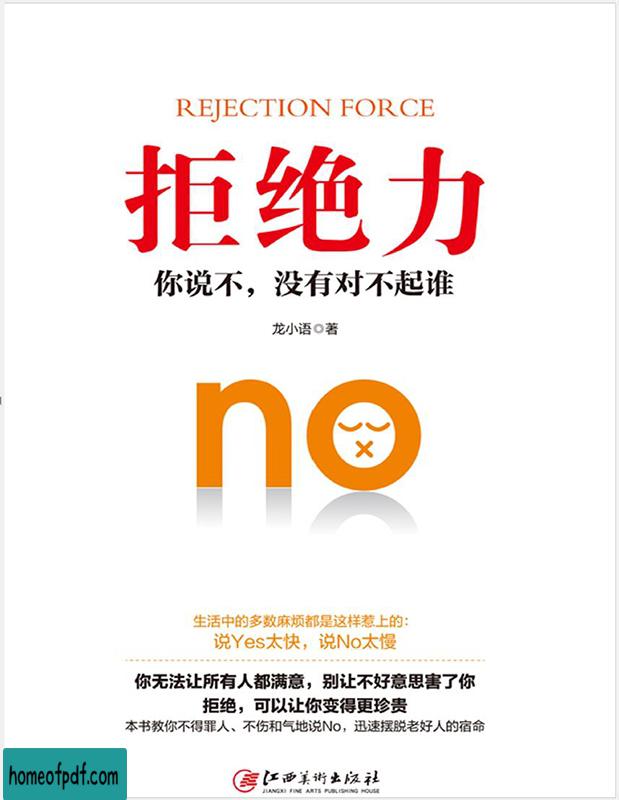 REJECTION FORCE
拒绝力
你说不，没有对不起谁
龙小语◎著
no
生活中的多数麻烦都是这样惹上的：
说Yes太快，说No太慢
你无法让所有人都满意，别让不好意思害了你
拒绝，可以让你变得更珍贵
本书教你不得罪人、不伤和气地说No，迅速摆脱老好人的宿命
江西美術出版社
JIANGXI FINE ARTS PUBLISHING HOUSE
homeofpdf.com